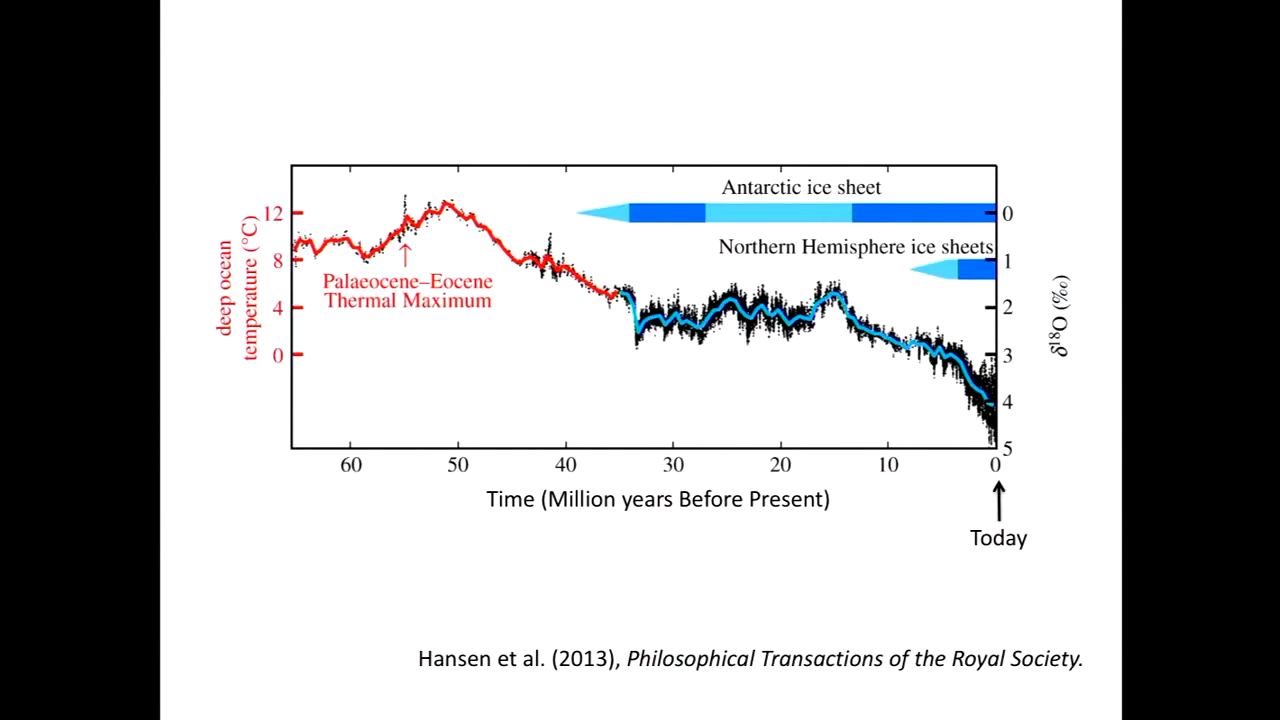 Antarctic ice sheet
Northern Hemisphere ice sheets
deep ocean
temperature (°C)
12
8
4
0
Palaeocene–Eocene
Thermal Maximum
0
1
2
3
4
5
δ¹⁸O (‰)
60
50
40
30
20
10
0
Time (Million years Before Present)
Today
Hansen et al. (2013), Philosophical Transactions of the Royal Society.